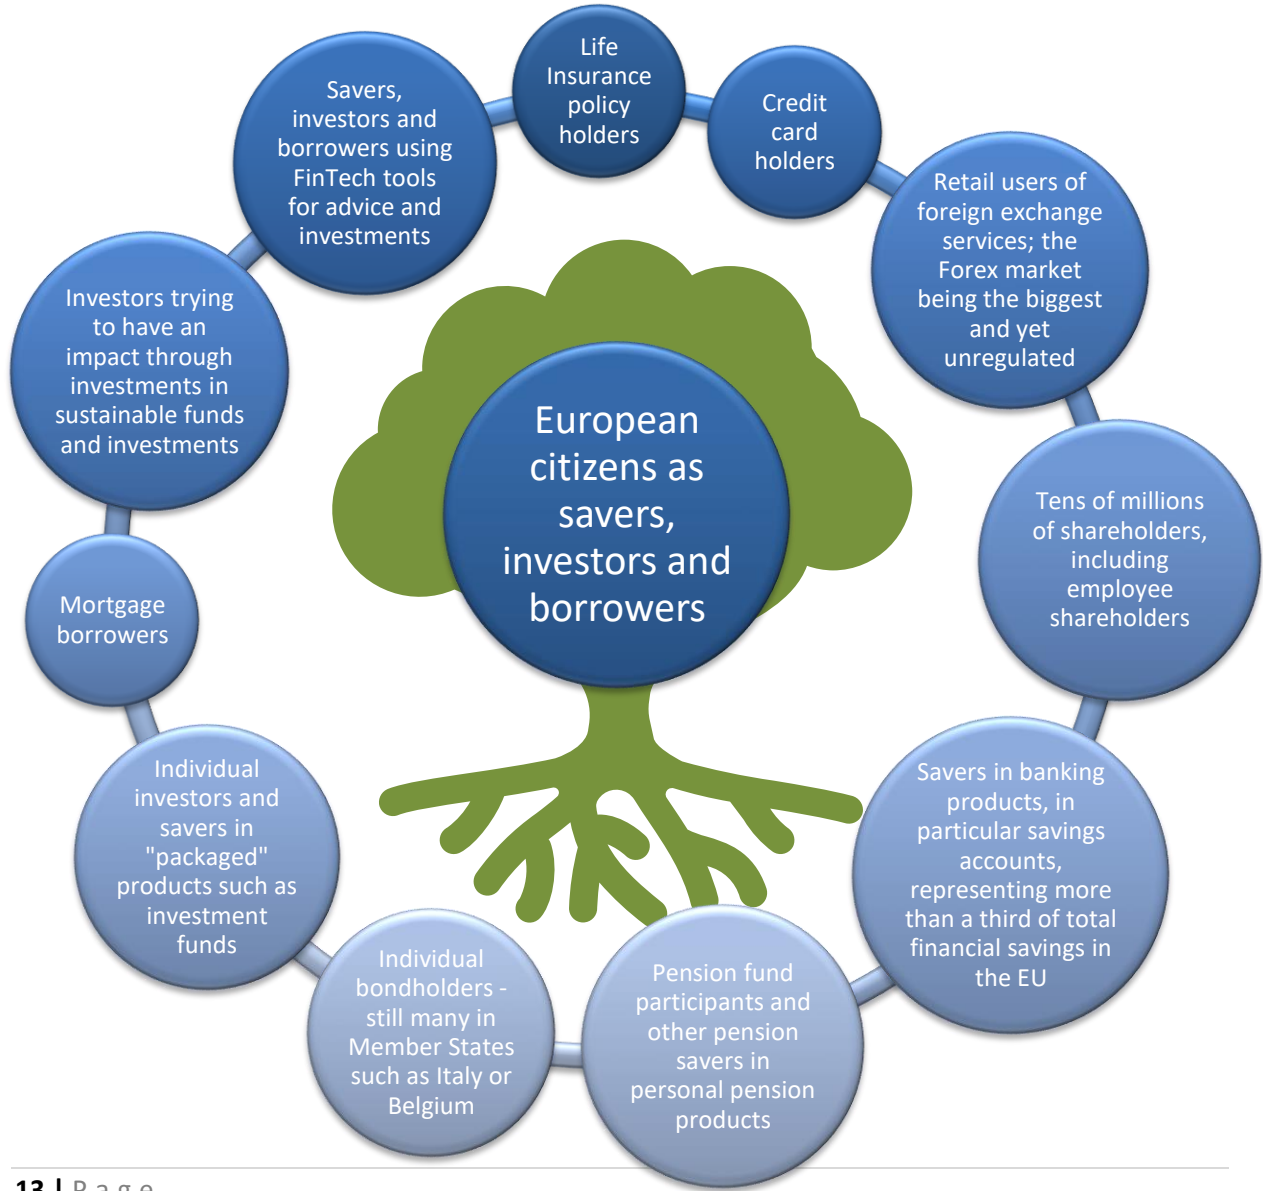 Life
Insurance
policy
holders
Credit
card
holders
Retail users of
foreign exchange
services; the
Forex market
being the biggest
and yet
unregulated
Tens of millions
of shareholders,
including
employee
shareholders
Savers in banking
products, in
particular savings
accounts,
representing more
than a third of total
financial savings in
the EU
Pension fund
participants and
other pension
savers in
personal pension
products
Individual
bondholders -
still many in
Member States
such as Italy or
Belgium
Individual
investors and
savers in
"packaged"
products such as
investment
funds
Mortgage
borrowers
Investors trying
to have an
impact through
investments in
sustainable funds
and investments
Savers,
investors and
borrowers using
FinTech tools
for advice and
investments
European
citizens as
savers,
investors and
borrowers
13 | P a g e